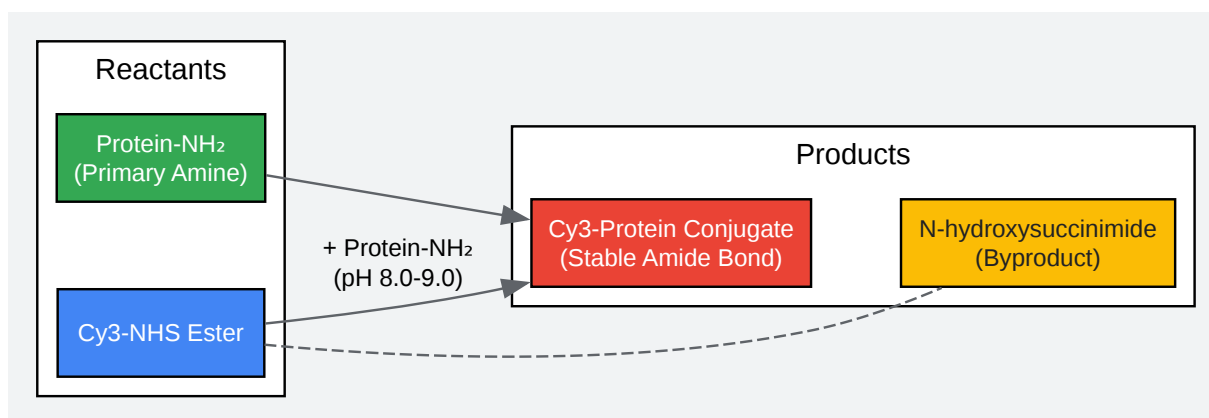 Reactants
Protein-NH₂
(Primary Amine)
Cy3-NHS Ester
+ Protein-NH₂
(pH 8.0-9.0)
Products
Cy3-Protein Conjugate
(Stable Amide Bond)
N-hydroxysuccinimide
(Byproduct)